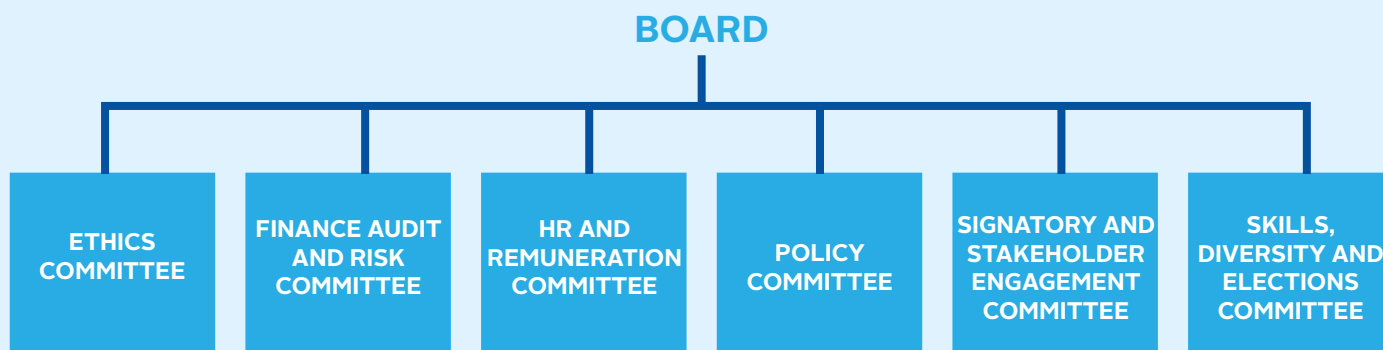 BOARD
ETHICS
COMMITTEE
FINANCE AUDIT
AND RISK
COMMITTEE
HR AND
REMUNERATION
COMMITTEE
POLICY
COMMITTEE
SIGNATORY AND
STAKEHOLDER
ENGAGEMENT
COMMITTEE
SKILLS,
DIVERSITY AND
ELECTIONS
COMMITTEE